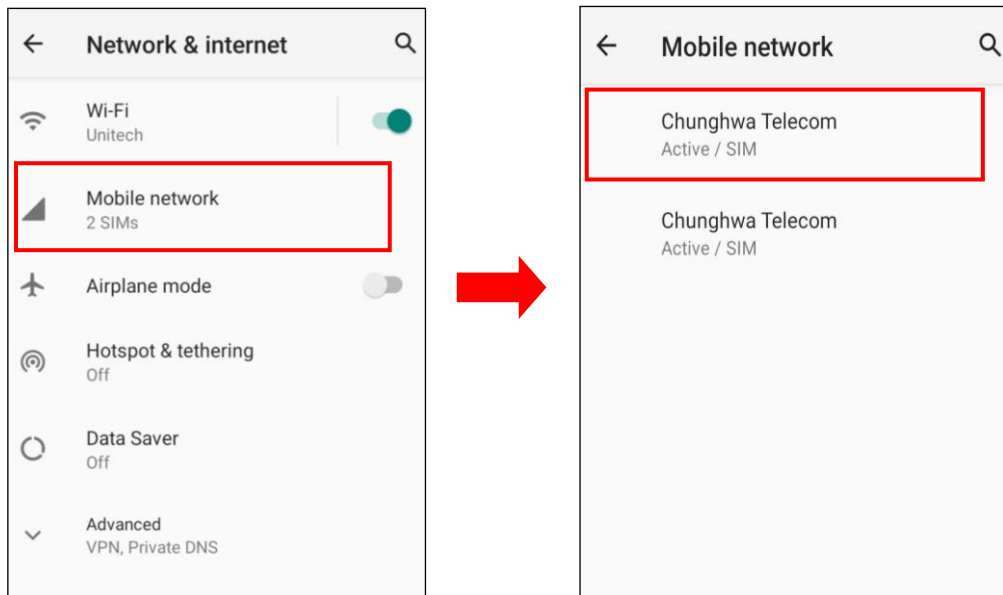 Network & internet
Wi-Fi
Unitech
Mobile network
2 SIMs
Airplane mode
Hotspot & tethering
Off
Data Saver
Off
Advanced
VPN, Private DNS
Mobile network
Chunghwa Telecom
Active / SIM
Chunghwa Telecom
Active / SIM